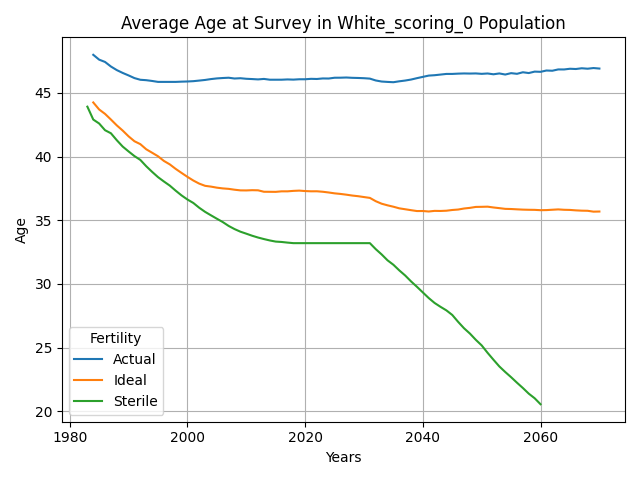 Average Age at Survey in White_scoring_0 Population
Age
45
40
35
30
25
20
Fertility
Actual
Ideal
Sterile
1980
2000
2020
2040
2060
Years